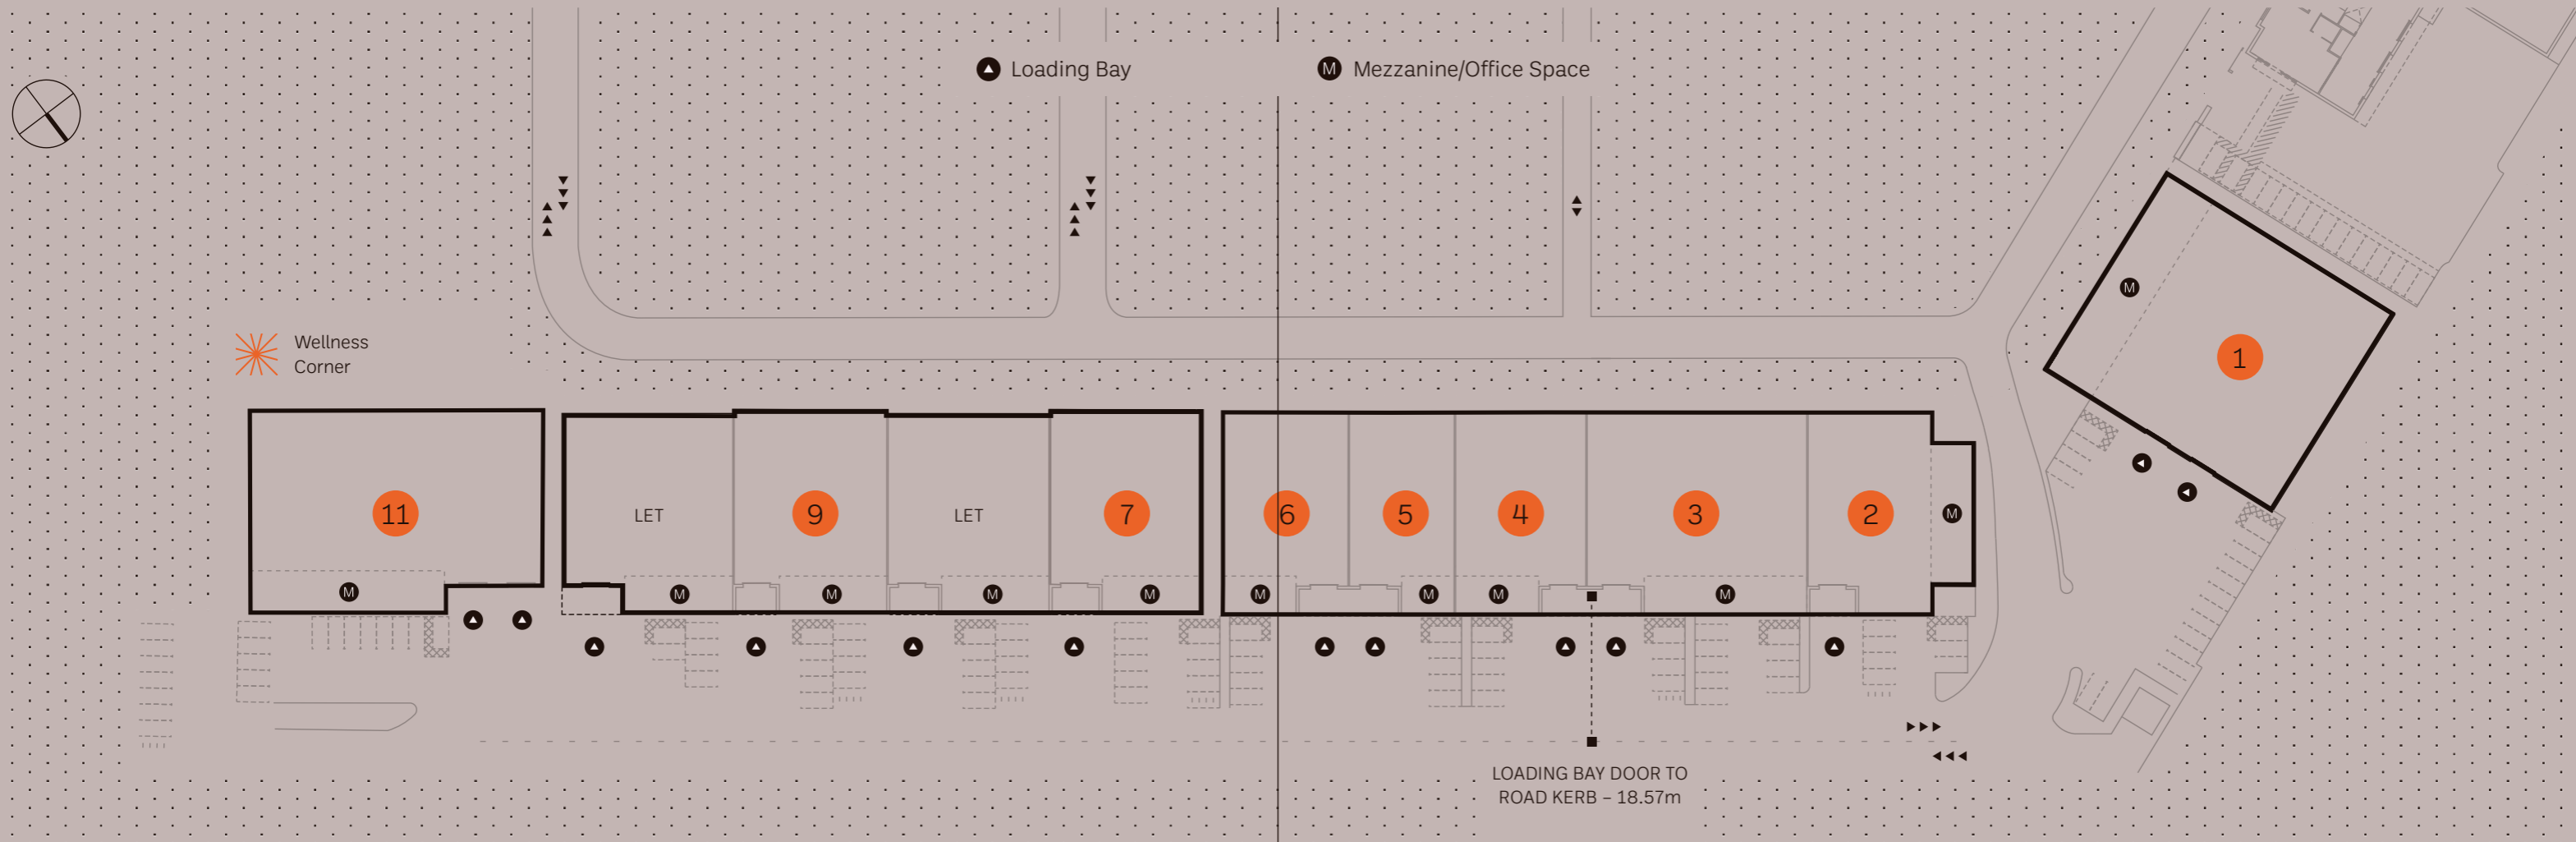 Loading Bay
M Mezzanine/Office Space
Wellness
Corner
M
1
11
LET
9
LET
7
6
5
4
3
2
M
M
M
M
M
M
M
M
M
M
LOADING BAY DOOR TO
ROAD KERB – 18.57m